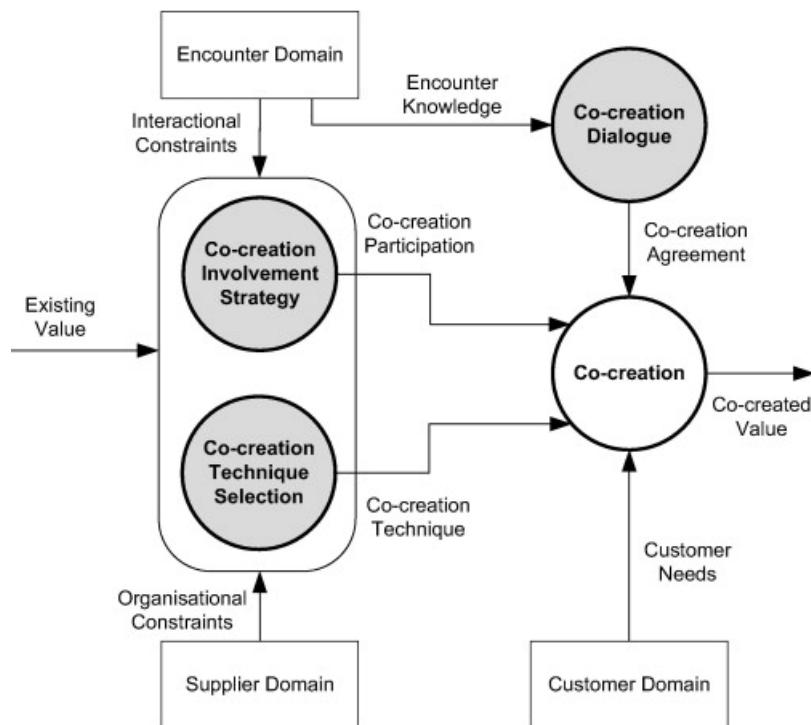 Encounter Domain
Encounter
Knowledge
Co-creation
Dialogue
Interactional
Constraints
Co-creation
Involvement
Strategy
Co-creation
Participation
Co-creation
Agreement
Existing
Value
Co-creation
Co-created
Value
Co-creation
Technique
Selection
Co-creation
Technique
Customer
Needs
Organisational
Constraints
Supplier Domain
Customer Domain